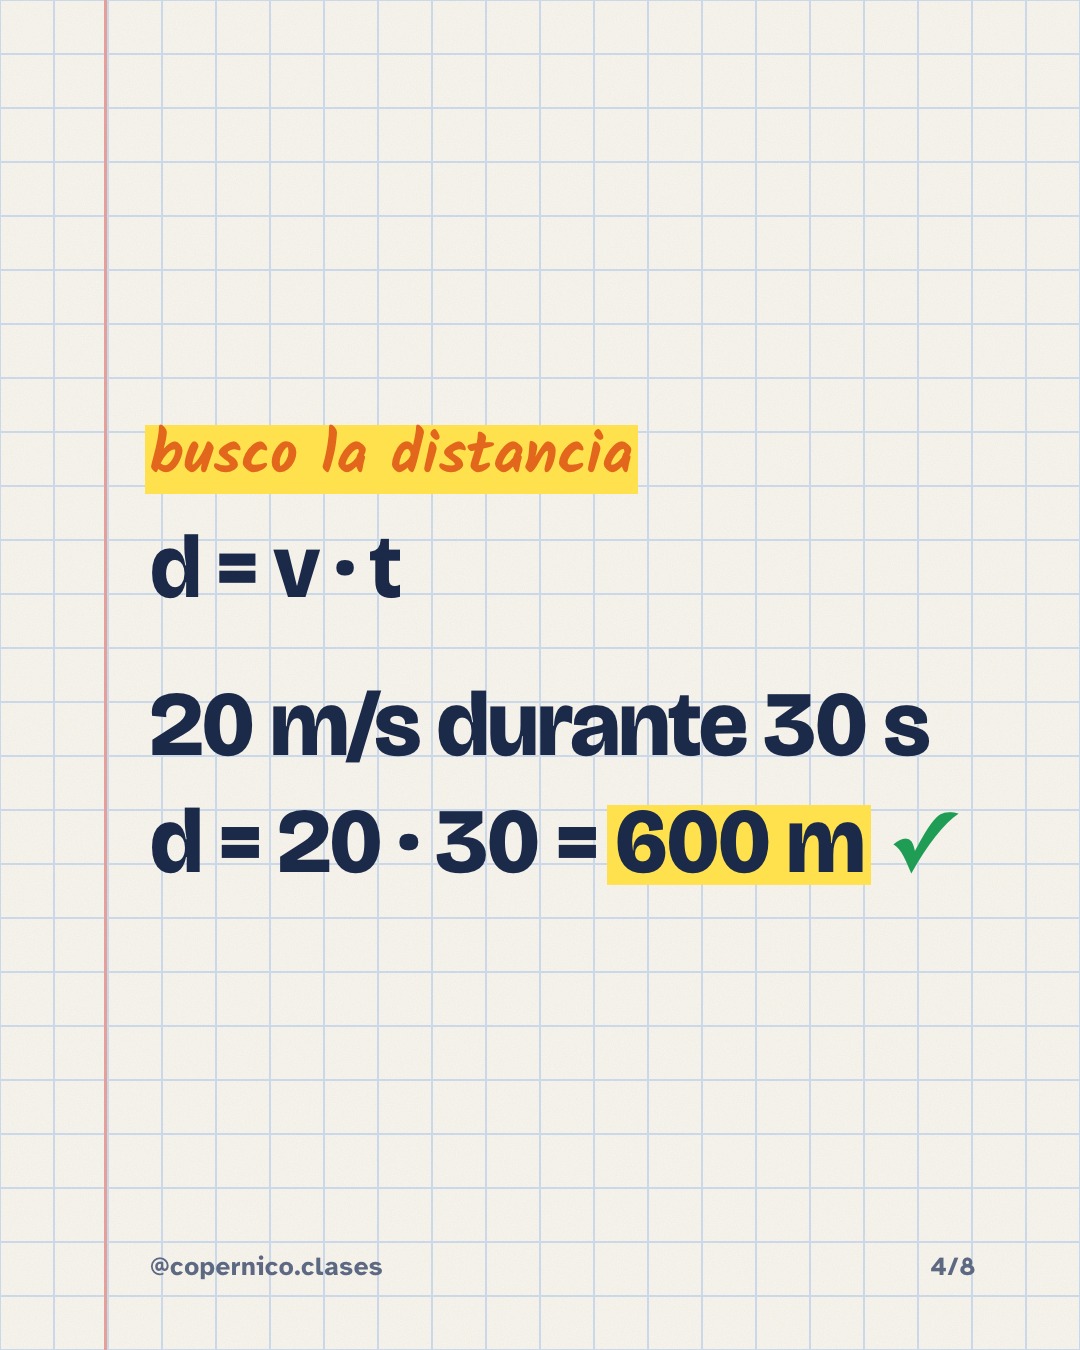 busco la distancia
d = v · t
20 m/s durante 30 s
d = 20 · 30 = 600 m ✓
@copernico.clases
4/8